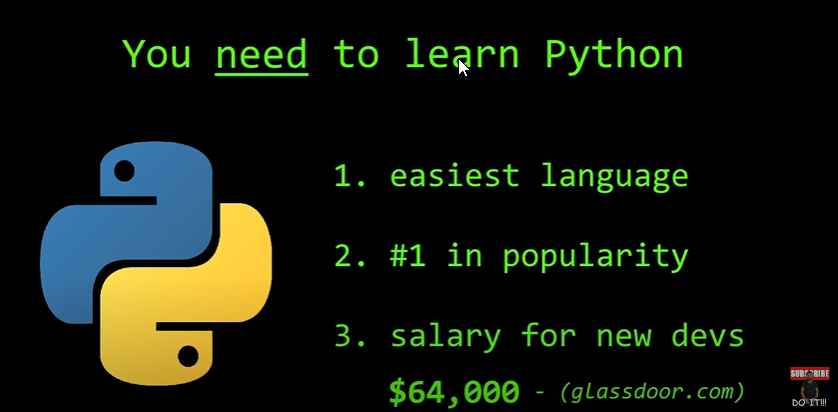 You need to learn Python
1. easiest language
2. #1 in popularity
3. salary for new devs
$64,000 - (glassdoor.com)
SUBSCRIBE
DO IT!!!